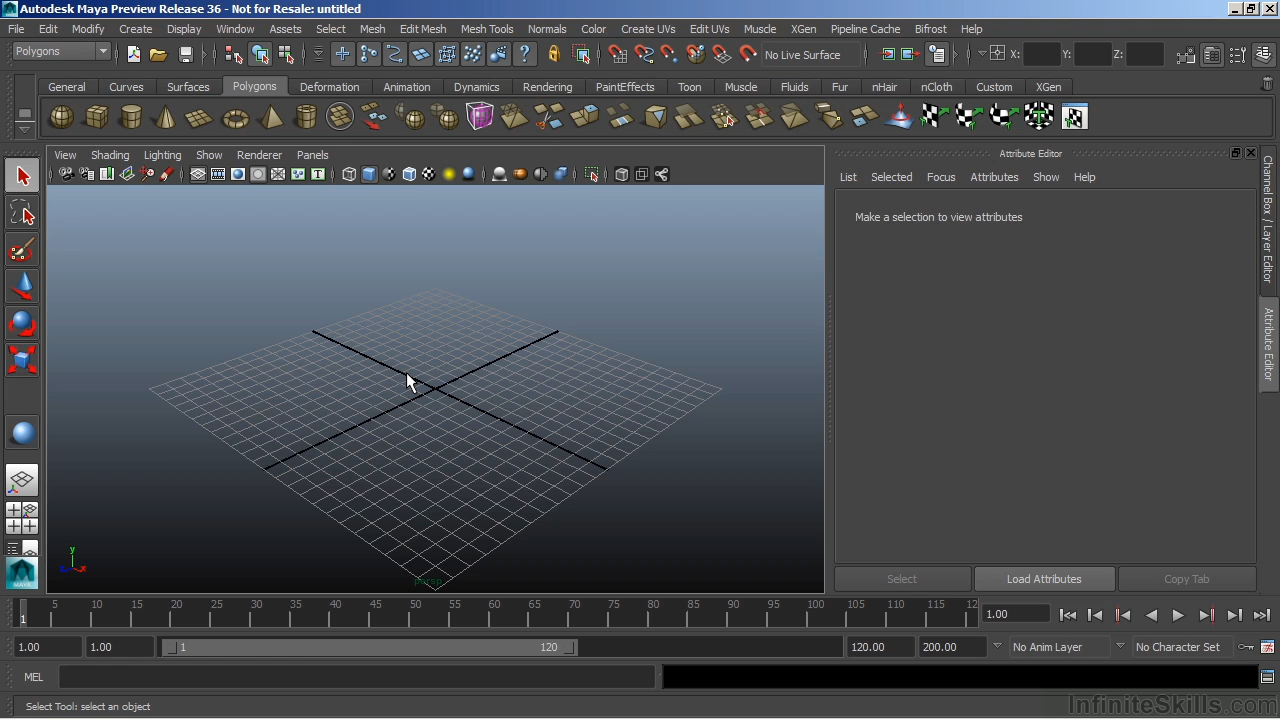 Autodesk Maya Preview Release 36 - Not for Resale: untitled
File Edit Modify Create Display Window Assets Select Mesh Edit Mesh Mesh Tools Normals Color Create UVs Edit UVs Muscle XGen Pipeline Cache Bifrost Help
Polygons No Live Surface X: Y: Z:
General Curves Surfaces Polygons Deformation Animation Dynamics Rendering PaintEffects Toon Muscle Fluids Fur nHair nCloth Custom XGen
View Shading Lighting Show Renderer Panels
Attribute Editor
List Selected Focus Attributes Show Help
Make a selection to view attributes
Channel Box / Layer Editor
Attribute Editor
y
persp
Select Load Attributes Copy Tab
MAYA
1 5 10 15 20 25 30 35 40 45 50 55 60 65 70 75 80 85 90 95 100 105 110 115 12
1.00
1.00 1.00 1 120 120.00 200.00 No Anim Layer No Character Set
MEL
Select Tool: select an object
InfiniteSkills.com